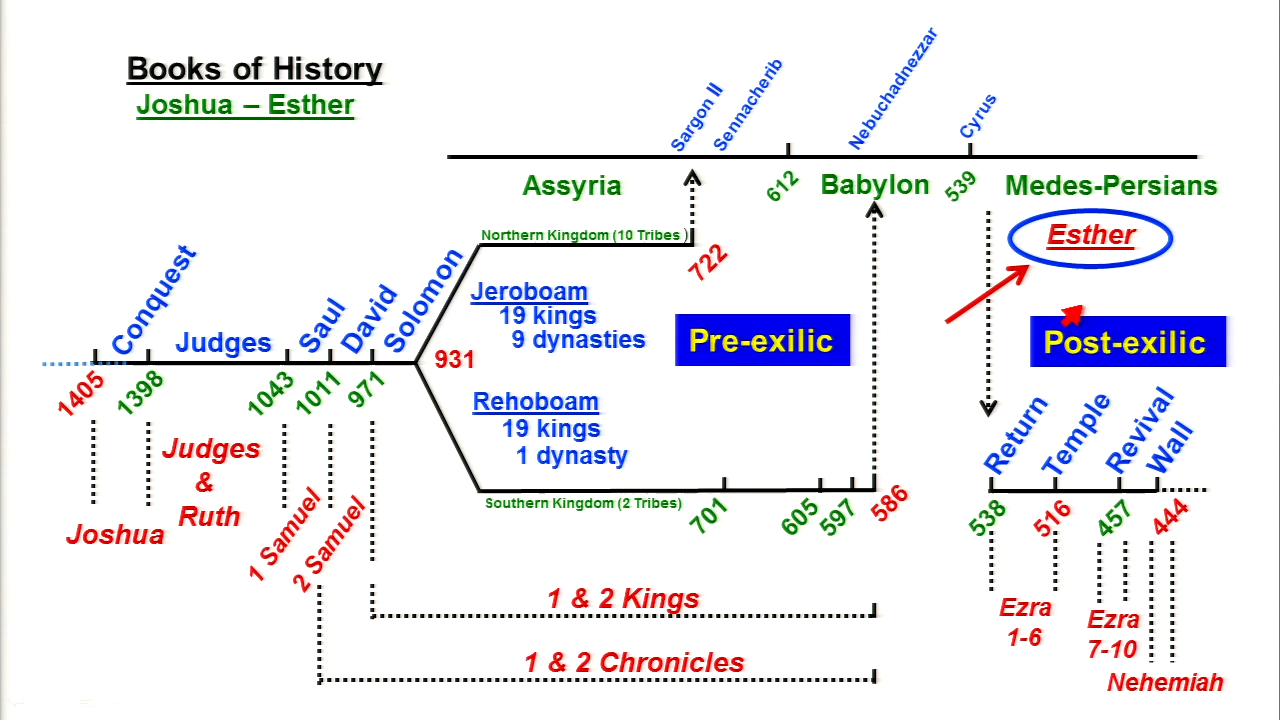 Books of History
Joshua – Esther
Sargon II
Sennacherib
Nebuchadnezzar
Cyrus
Assyria
612
Babylon
539
Medes-Persians
Esther
Northern Kingdom (10 Tribes )
722
Conquest
Judges
Saul
David
Solomon
Jeroboam
19 kings
9 dynasties
Pre-exilic
Post-exilic
931
1405
1398
1043
1011
971
Rehoboam
19 kings
1 dynasty
Southern Kingdom (2 Tribes)
701
605
597
586
Return
Temple
Revival
Wall
538
516
457
444
Joshua
Judges
&
Ruth
1 Samuel
2 Samuel
1 & 2 Kings
1 & 2 Chronicles
Ezra
1-6
Ezra
7-10
Nehemiah